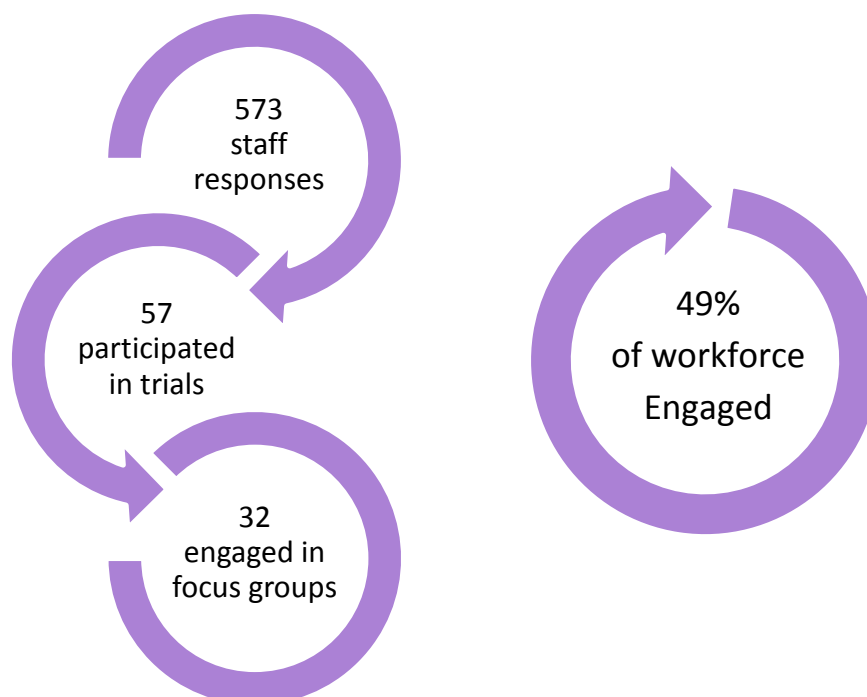 573
staff
responses
57
participated
in trials
32
engaged in
focus groups
49%
of workforce
Engaged